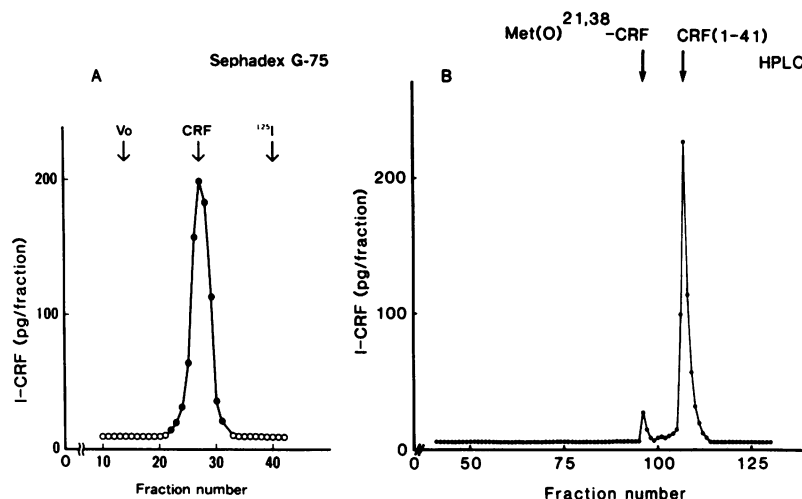 A
Sephadex G-75
Vo
CRF
125I
I-CRF (pg/fraction)
200
100
0
0
10
20
30
40
Fraction number
B
Met(O)21,38-CRF
CRF(1-41)
HPLC
I-CRF (pg/fraction)
200
100
0
0
50
75
100
125
Fraction number